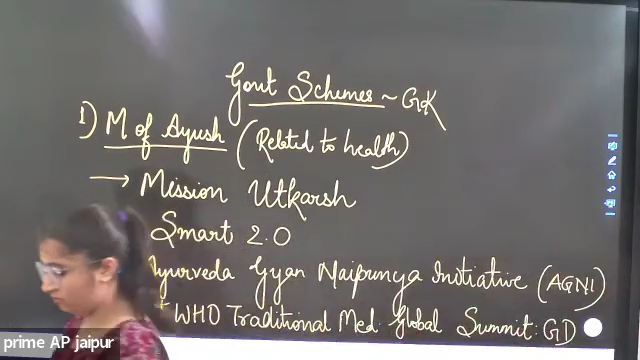 Govt Schemes ~ GK
1) M of Ayush (Related to health)
→ Mission Utkarsh
Smart 2.0
Ayurveda Gyan Naipunya Initiative (AGNI)
+ WHO Traditional Med. Global Summit: GD
prime AP jaipur